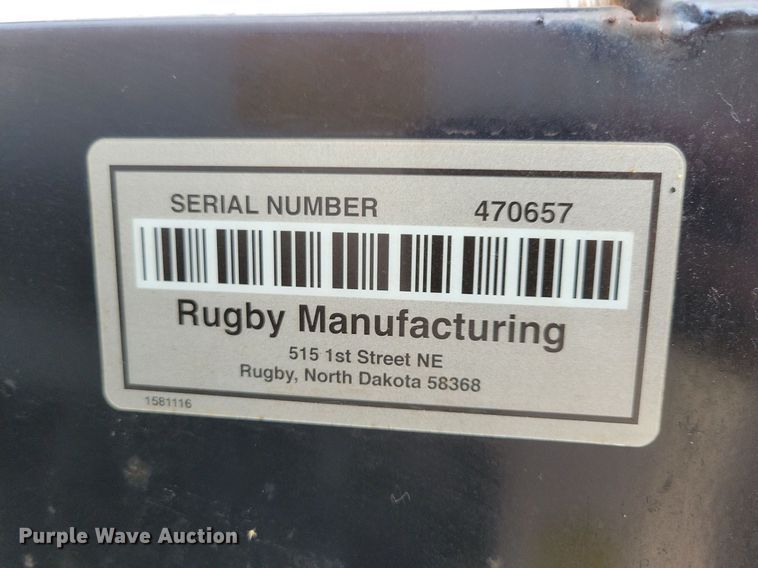 SERIAL NUMBER 470657
Rugby Manufacturing
515 1st Street NE
Rugby, North Dakota 58368
1581116
Purple Wave Auction